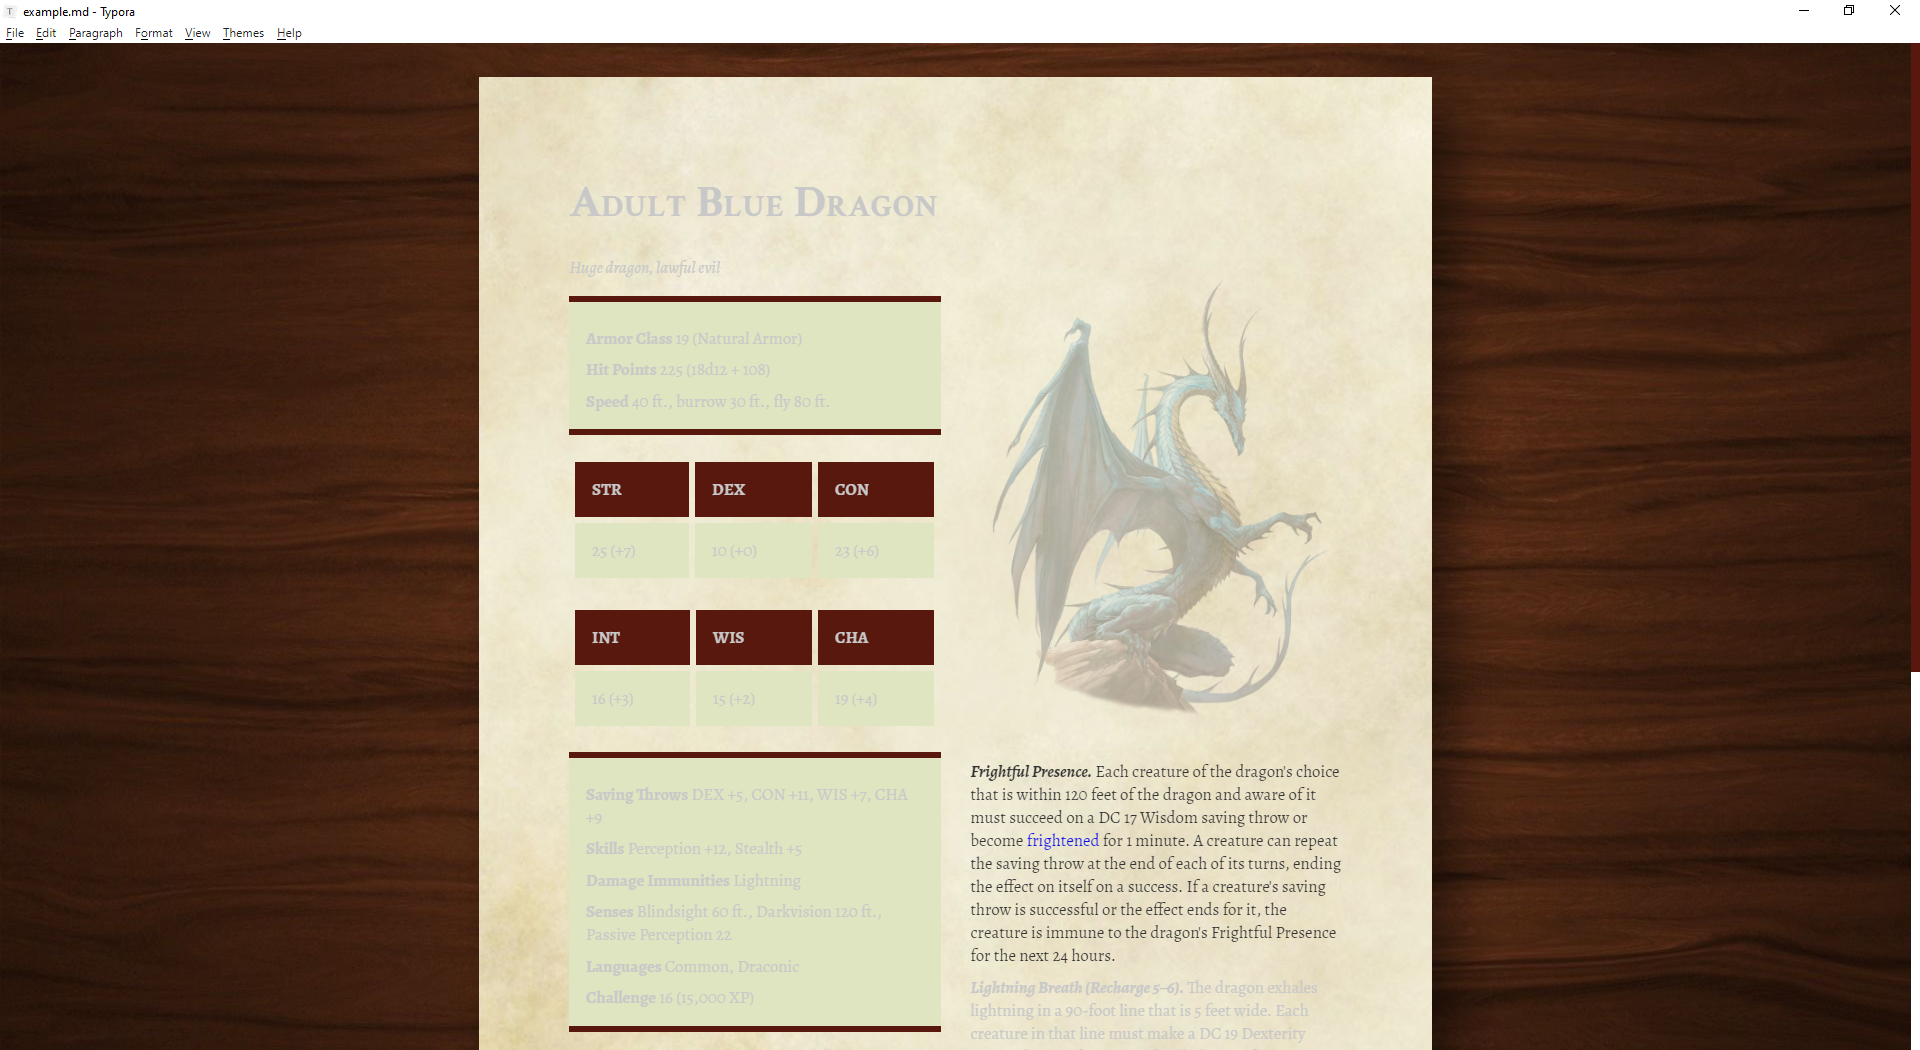 example.md - Typora
File Edit Paragraph Format View Themes Help
Adult Blue Dragon
Huge dragon, lawful evil
Armor Class 19 (Natural Armor)
Hit Points 225 (18d12 + 108)
Speed 40 ft., burrow 30 ft., fly 80 ft.
STR DEX CON
25 (+7) 10 (+0) 23 (+6)
INT WIS CHA
16 (+3) 15 (+2) 19 (+4)
Saving Throws DEX +5, CON +11, WIS +7, CHA
+9
Skills Perception +12, Stealth +5
Damage Immunities Lightning
Senses Blindsight 60 ft., Darkvision 120 ft.,
Passive Perception 22
Languages Common, Draconic
Challenge 16 (15,000 XP)
Frightful Presence. Each creature of the dragon's choice
that is within 120 feet of the dragon and aware of it
must succeed on a DC 17 Wisdom saving throw or
become frightened for 1 minute. A creature can repeat
the saving throw at the end of each of its turns, ending
the effect on itself on a success. If a creature's saving
throw is successful or the effect ends for it, the
creature is immune to the dragon's Frightful Presence
for the next 24 hours.
Lightning Breath (Recharge 5–6). The dragon exhales
lightning in a 90-foot line that is 5 feet wide. Each
creature in that line must make a DC 19 Dexterity